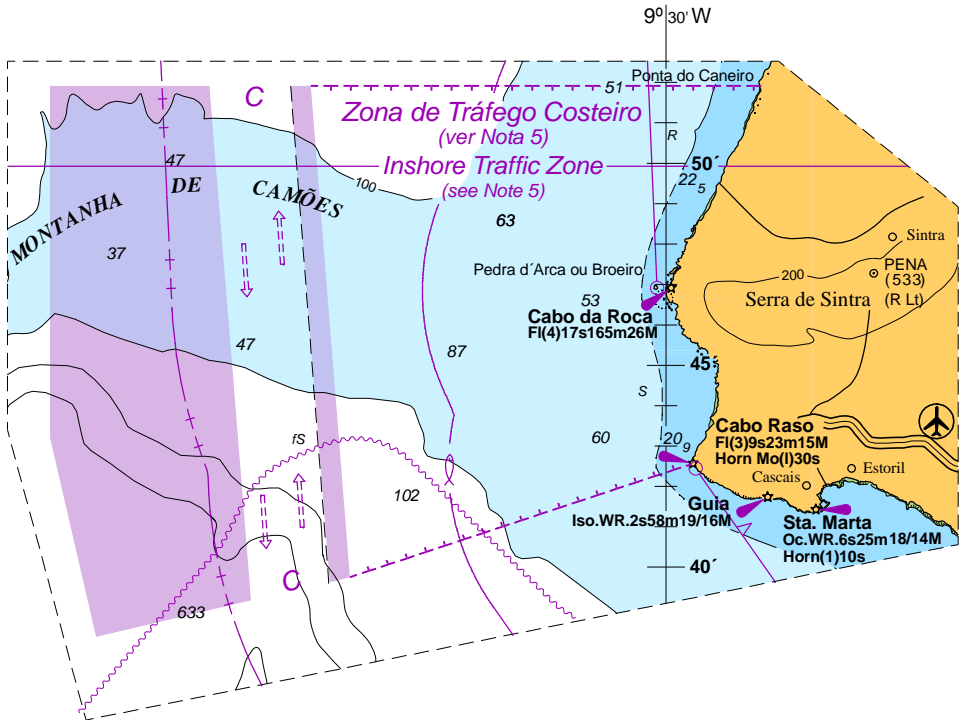 9º 30' W
Ponta do Caneiro
51
C
Zona de Tráfego Costeiro
(ver Nota 5)
R
Inshore Traffic Zone
50´
(see Note 5)
47
100
22 5
MONTANHA DE CAMÕES
63
Sintra
37
PENA
(533)
(R Lt)
200
Pedra d´Arca ou Broeiro
Serra de Sintra
53
Cabo da Roca
Fl(4)17s165m26M
47
87
45´
S
Cabo Raso
Fl(3)9s23m15M
Horn Mo(I)30s
fS
60
20 9
Cascais
Estoril
102
Guia
Iso.WR.2s58m19/16M
Sta. Marta
Oc.WR.6s25m18/14M
Horn(1)10s
40´
C
633